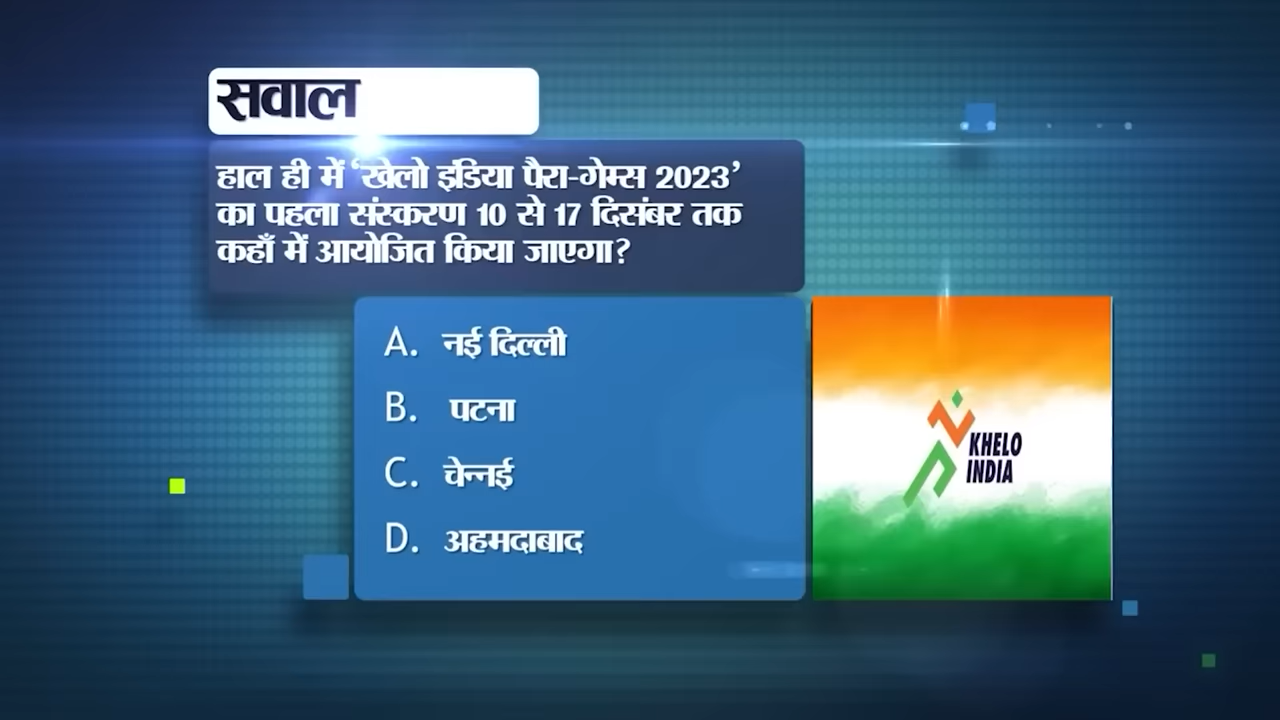 सवाल
हाल ही में ‘खेलो इंडिया पैरा-गेम्स 2023’
का पहला संस्करण 10 से 17 दिसंबर तक
कहाँ में आयोजित किया जाएगा?
A. नई दिल्ली
B. पटना
C. चेन्नई
D. अहमदाबाद
KHELO
INDIA